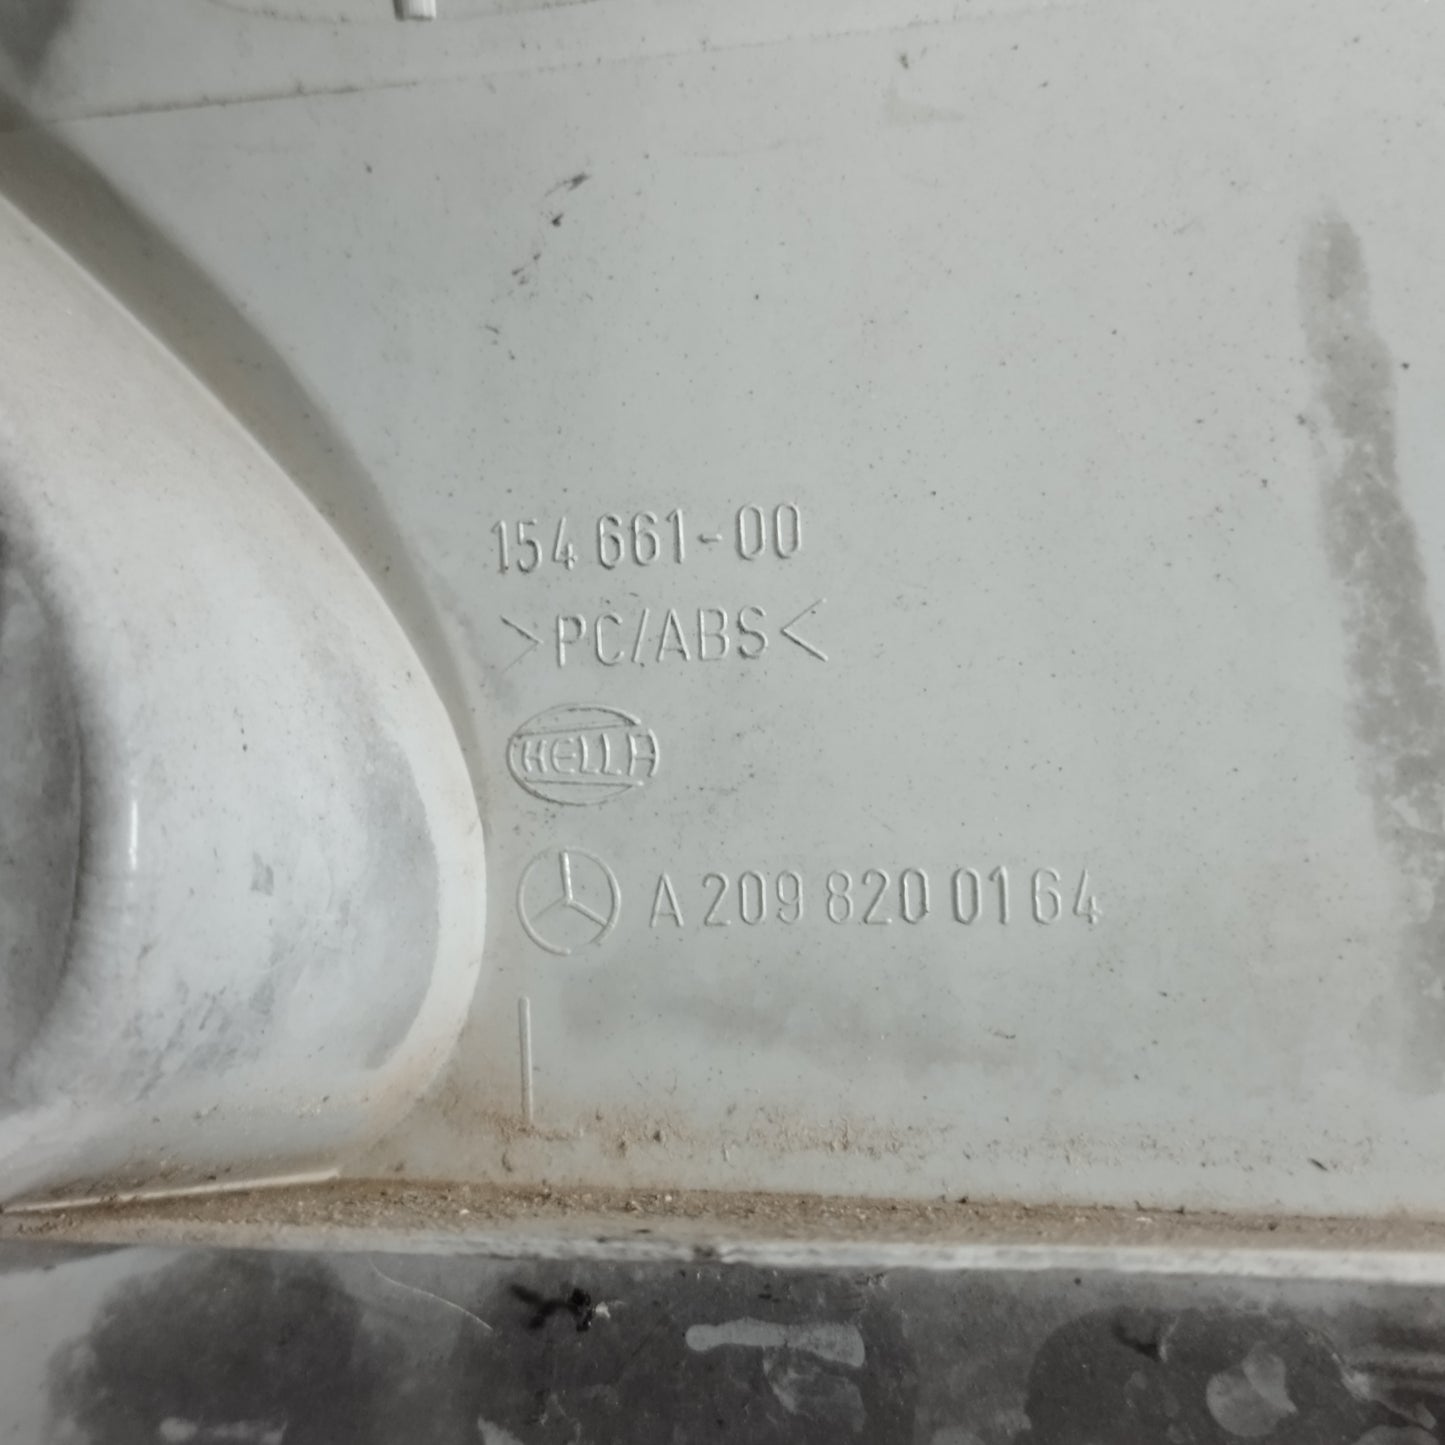 154 661-00
>PC/ABS<
HELLA
A 209 820 01 64